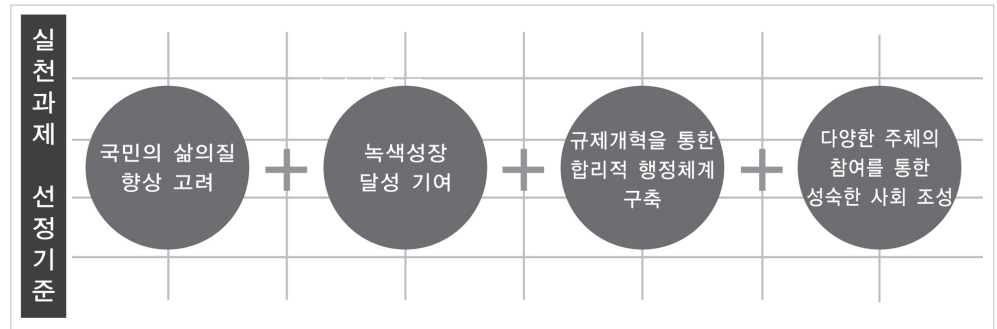 실천과제 선정기준
국민의 삶의질
향상 고려
녹색성장
달성 기여
규제개혁을 통한
합리적 행정체계
구축
다양한 주체의
참여를 통한
성숙한 사회 조성